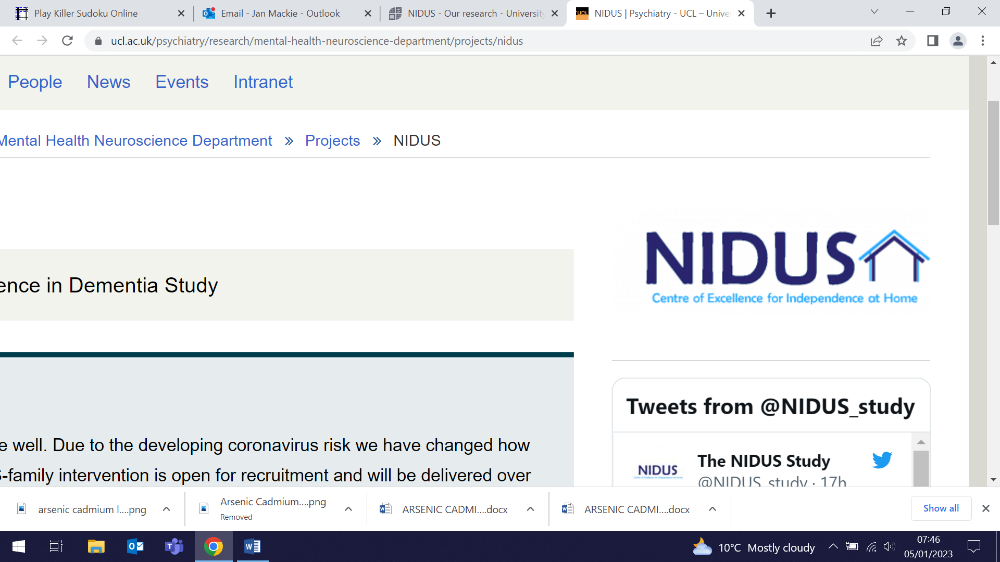 Play Killer Sudoku Online
Email - Jan Mackie - Outlook
NIDUS - Our research - University
NIDUS | Psychiatry - UCL – Unive
ucl.ac.uk/psychiatry/research/mental-health-neuroscience-department/projects/nidus
People News Events Intranet
Mental Health Neuroscience Department » Projects » NIDUS
NIDUS
Centre of Excellence for Independence at Home
ence in Dementia Study
Tweets from @NIDUS_study
e well. Due to the developing coronavirus risk we have changed how
-family intervention is open for recruitment and will be delivered over
NIDUS
The NIDUS Study
@NIDUS_study · 17h
arsenic cadmium l....png
Arsenic Cadmium....png
Removed
ARSENIC CADMI....docx
ARSENIC CADMI....docx
Show all
10°C Mostly cloudy
07:46
05/01/2023